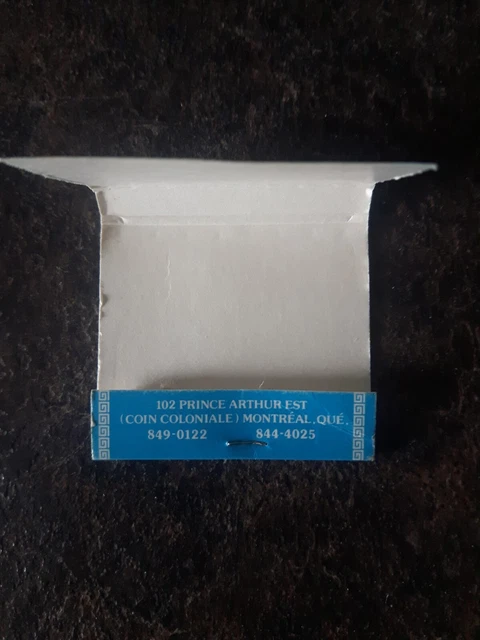 102 PRINCE ARTHUR EST
(COIN COLONIALE) MONTRÉAL, QUÉ.
849-0122 844-4025